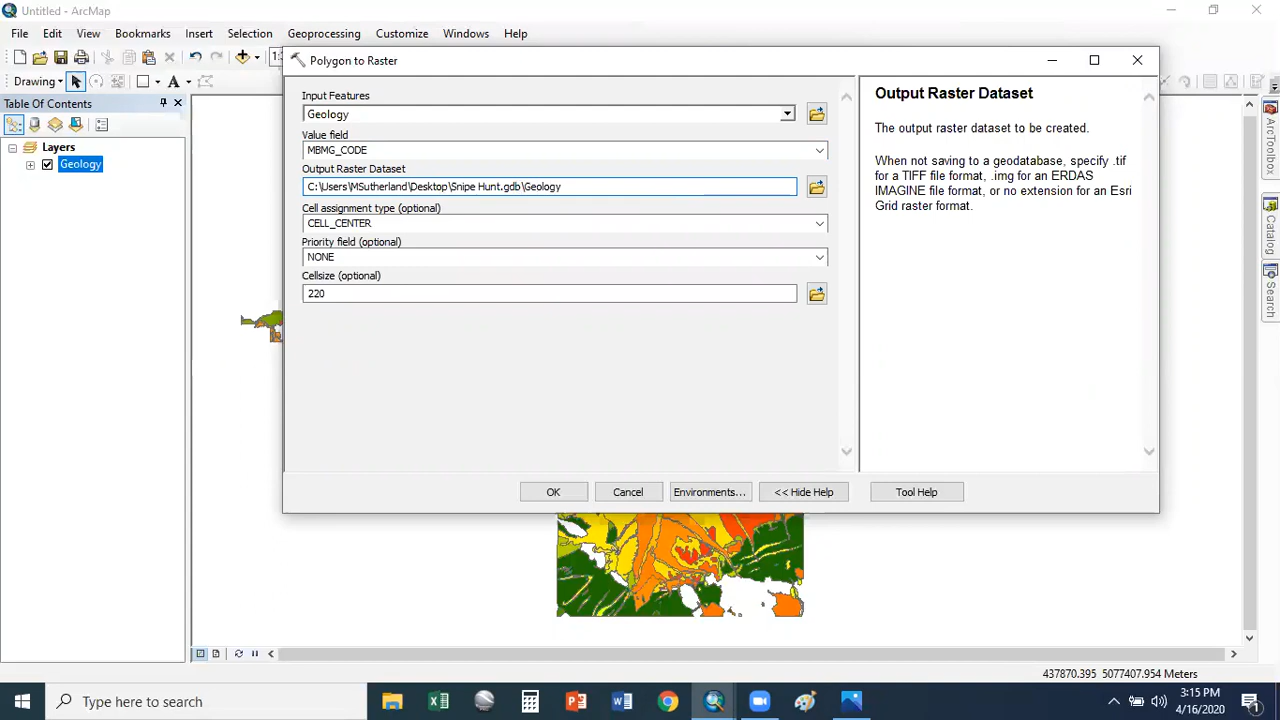 Untitled - ArcMap
File Edit View Bookmarks Insert Selection Geoprocessing Customize Windows Help
Drawing
Table Of Contents
Layers
Geology
Polygon to Raster
Input Features
Geology
Value field
MBMG_CODE
Output Raster Dataset
C:\Users\MSutherland\Desktop\Snipe Hunt.gdb\Geology
Cell assignment type (optional)
CELL_CENTER
Priority field (optional)
NONE
Cellsize (optional)
220
OK Cancel Environments... << Hide Help Tool Help
Output Raster Dataset
The output raster dataset to be created.
When not saving to a geodatabase, specify .tif
for a TIFF file format, .img for an ERDAS
IMAGINE file format, or no extension for an Esri
Grid raster format.
ArcToolbox
Catalog
Search
437870.395 5077407.954 Meters
Type here to search
3:15 PM
4/16/2020